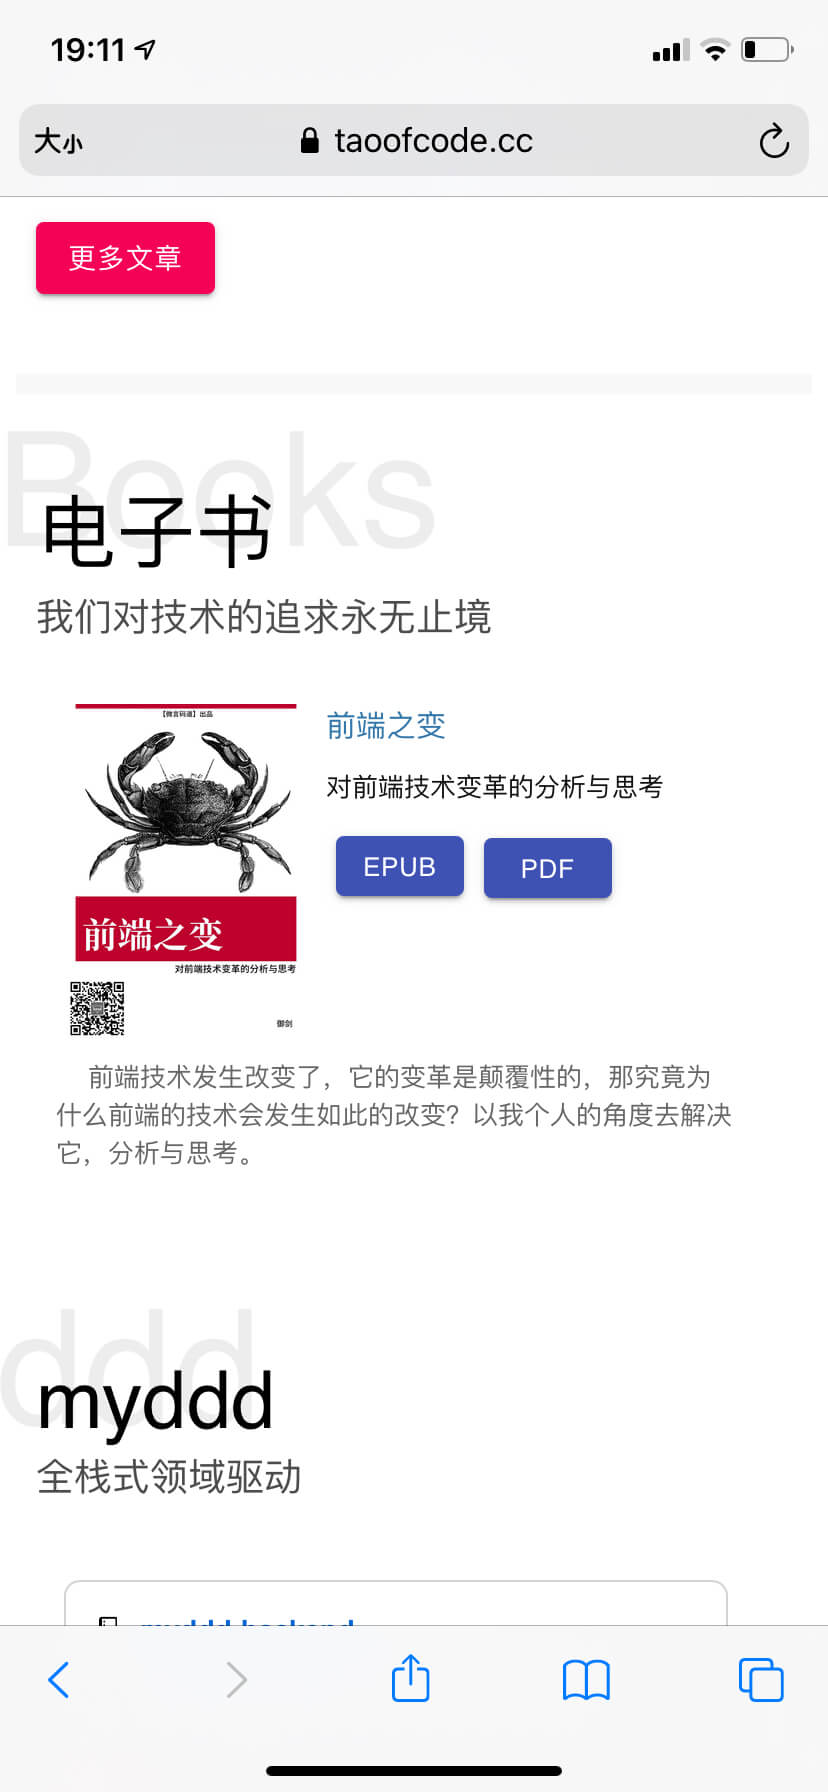 19:11
大小
taoofcode.cc
更多文章
Books
电子书
我们对技术的追求永无止境
【微言码道】出品
前端之变
对前端技术变革的分析与思考
御剑
前端之变
对前端技术变革的分析与思考
EPUB
PDF
前端技术发生改变了，它的变革是颠覆性的，那究竟为
什么前端的技术会发生如此的改变？以我个人的角度去解决
它，分析与思考。
ddd
myddd
全栈式领域驱动
myddd-backend